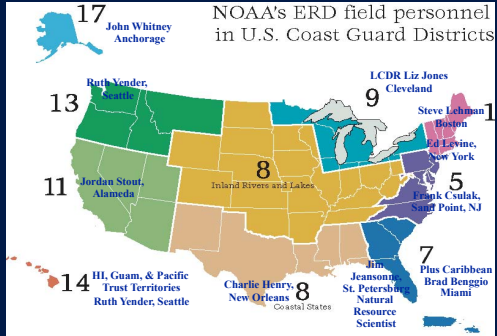 NOAA's ERD field personnel
in U.S. Coast Guard Districts
17
John Whitney
Anchorage
13
Ruth Yender,
Seattle
LCDR Liz Jones
Cleveland
9
Steve Lehman
Boston
1
Ed Levine,
New York
11
Jordan Stout,
Alameda
8
Inland Rivers and Lakes
5
Frank Csulak,
Sand Point, NJ
14
HI, Guam, & Pacific
Trust Territories
Ruth Yender, Seattle
Charlie Henry,
New Orleans
8
Coastal States
Jim
Jeansonne,
St. Petersburg
Natural
Resource
Scientist
7
Plus Caribbean
Brad Benggio
Miami